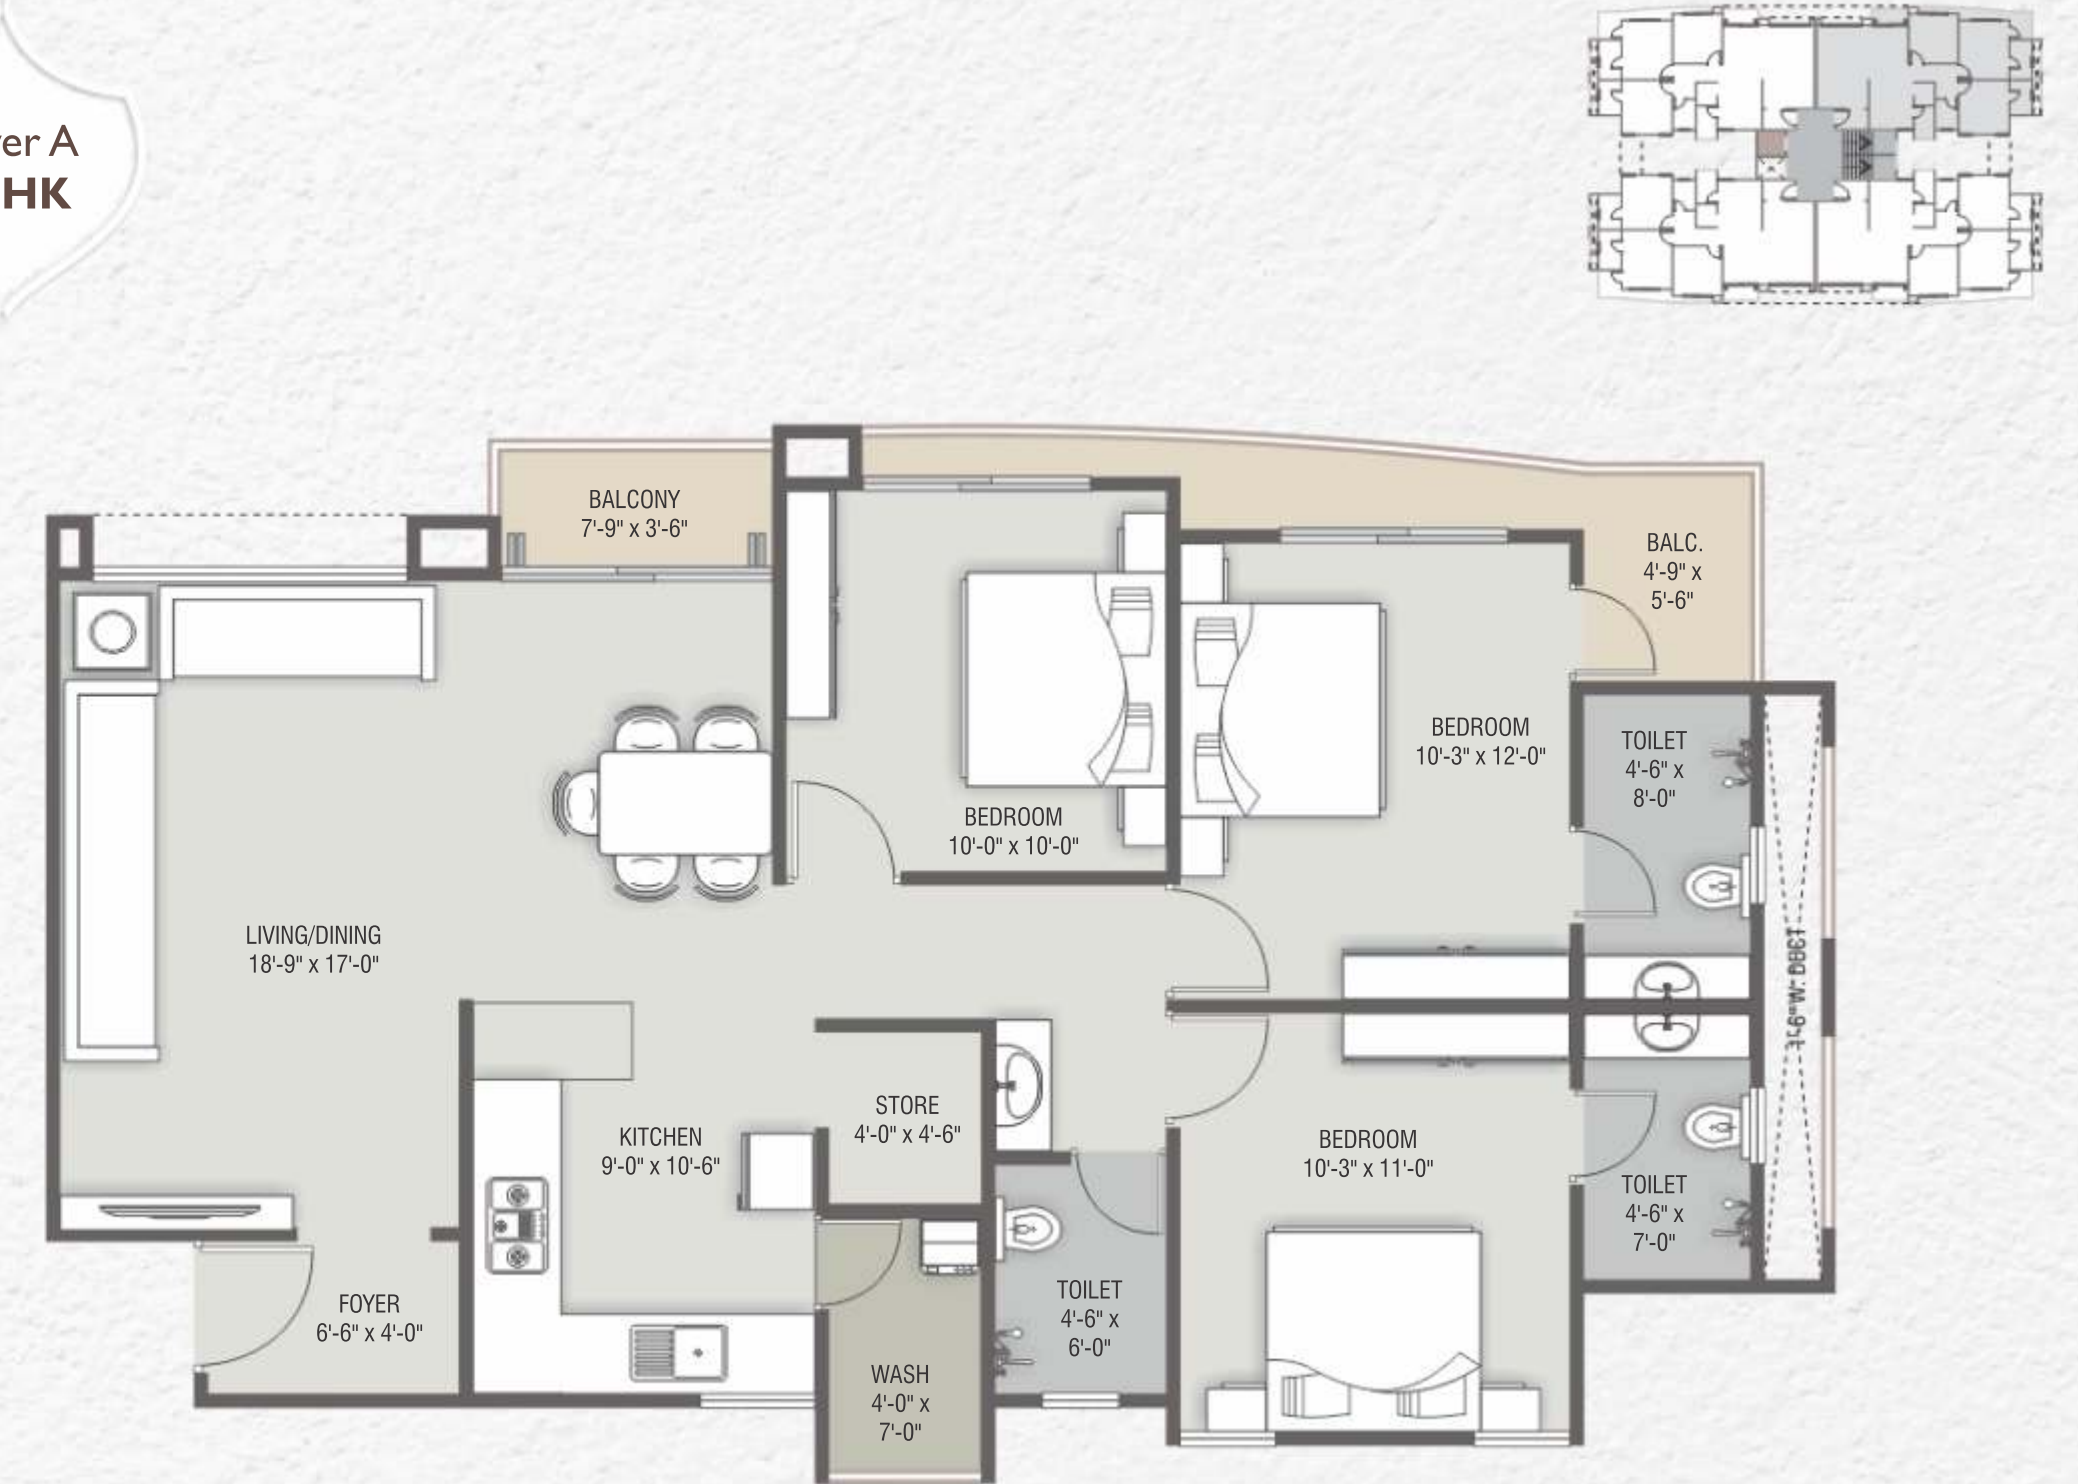 er A
HK
BALCONY
7'-9" x 3'-6"
BALC.
4'-9" x
5'-6"
BEDROOM
10'-3" x 12'-0"
TOILET
4'-6" x
8'-0"
BEDROOM
10'-0" x 10'-0"
LIVING/DINING
18'-9" x 17'-0"
STORE
4'-0" x 4'-6"
KITCHEN
9'-0" x 10'-6"
BEDROOM
10'-3" x 11'-0"
TOILET
4'-6" x
7'-0"
FOYER
6'-6" x 4'-0"
TOILET
4'-6" x
6'-0"
WASH
4'-0" x
7'-0"